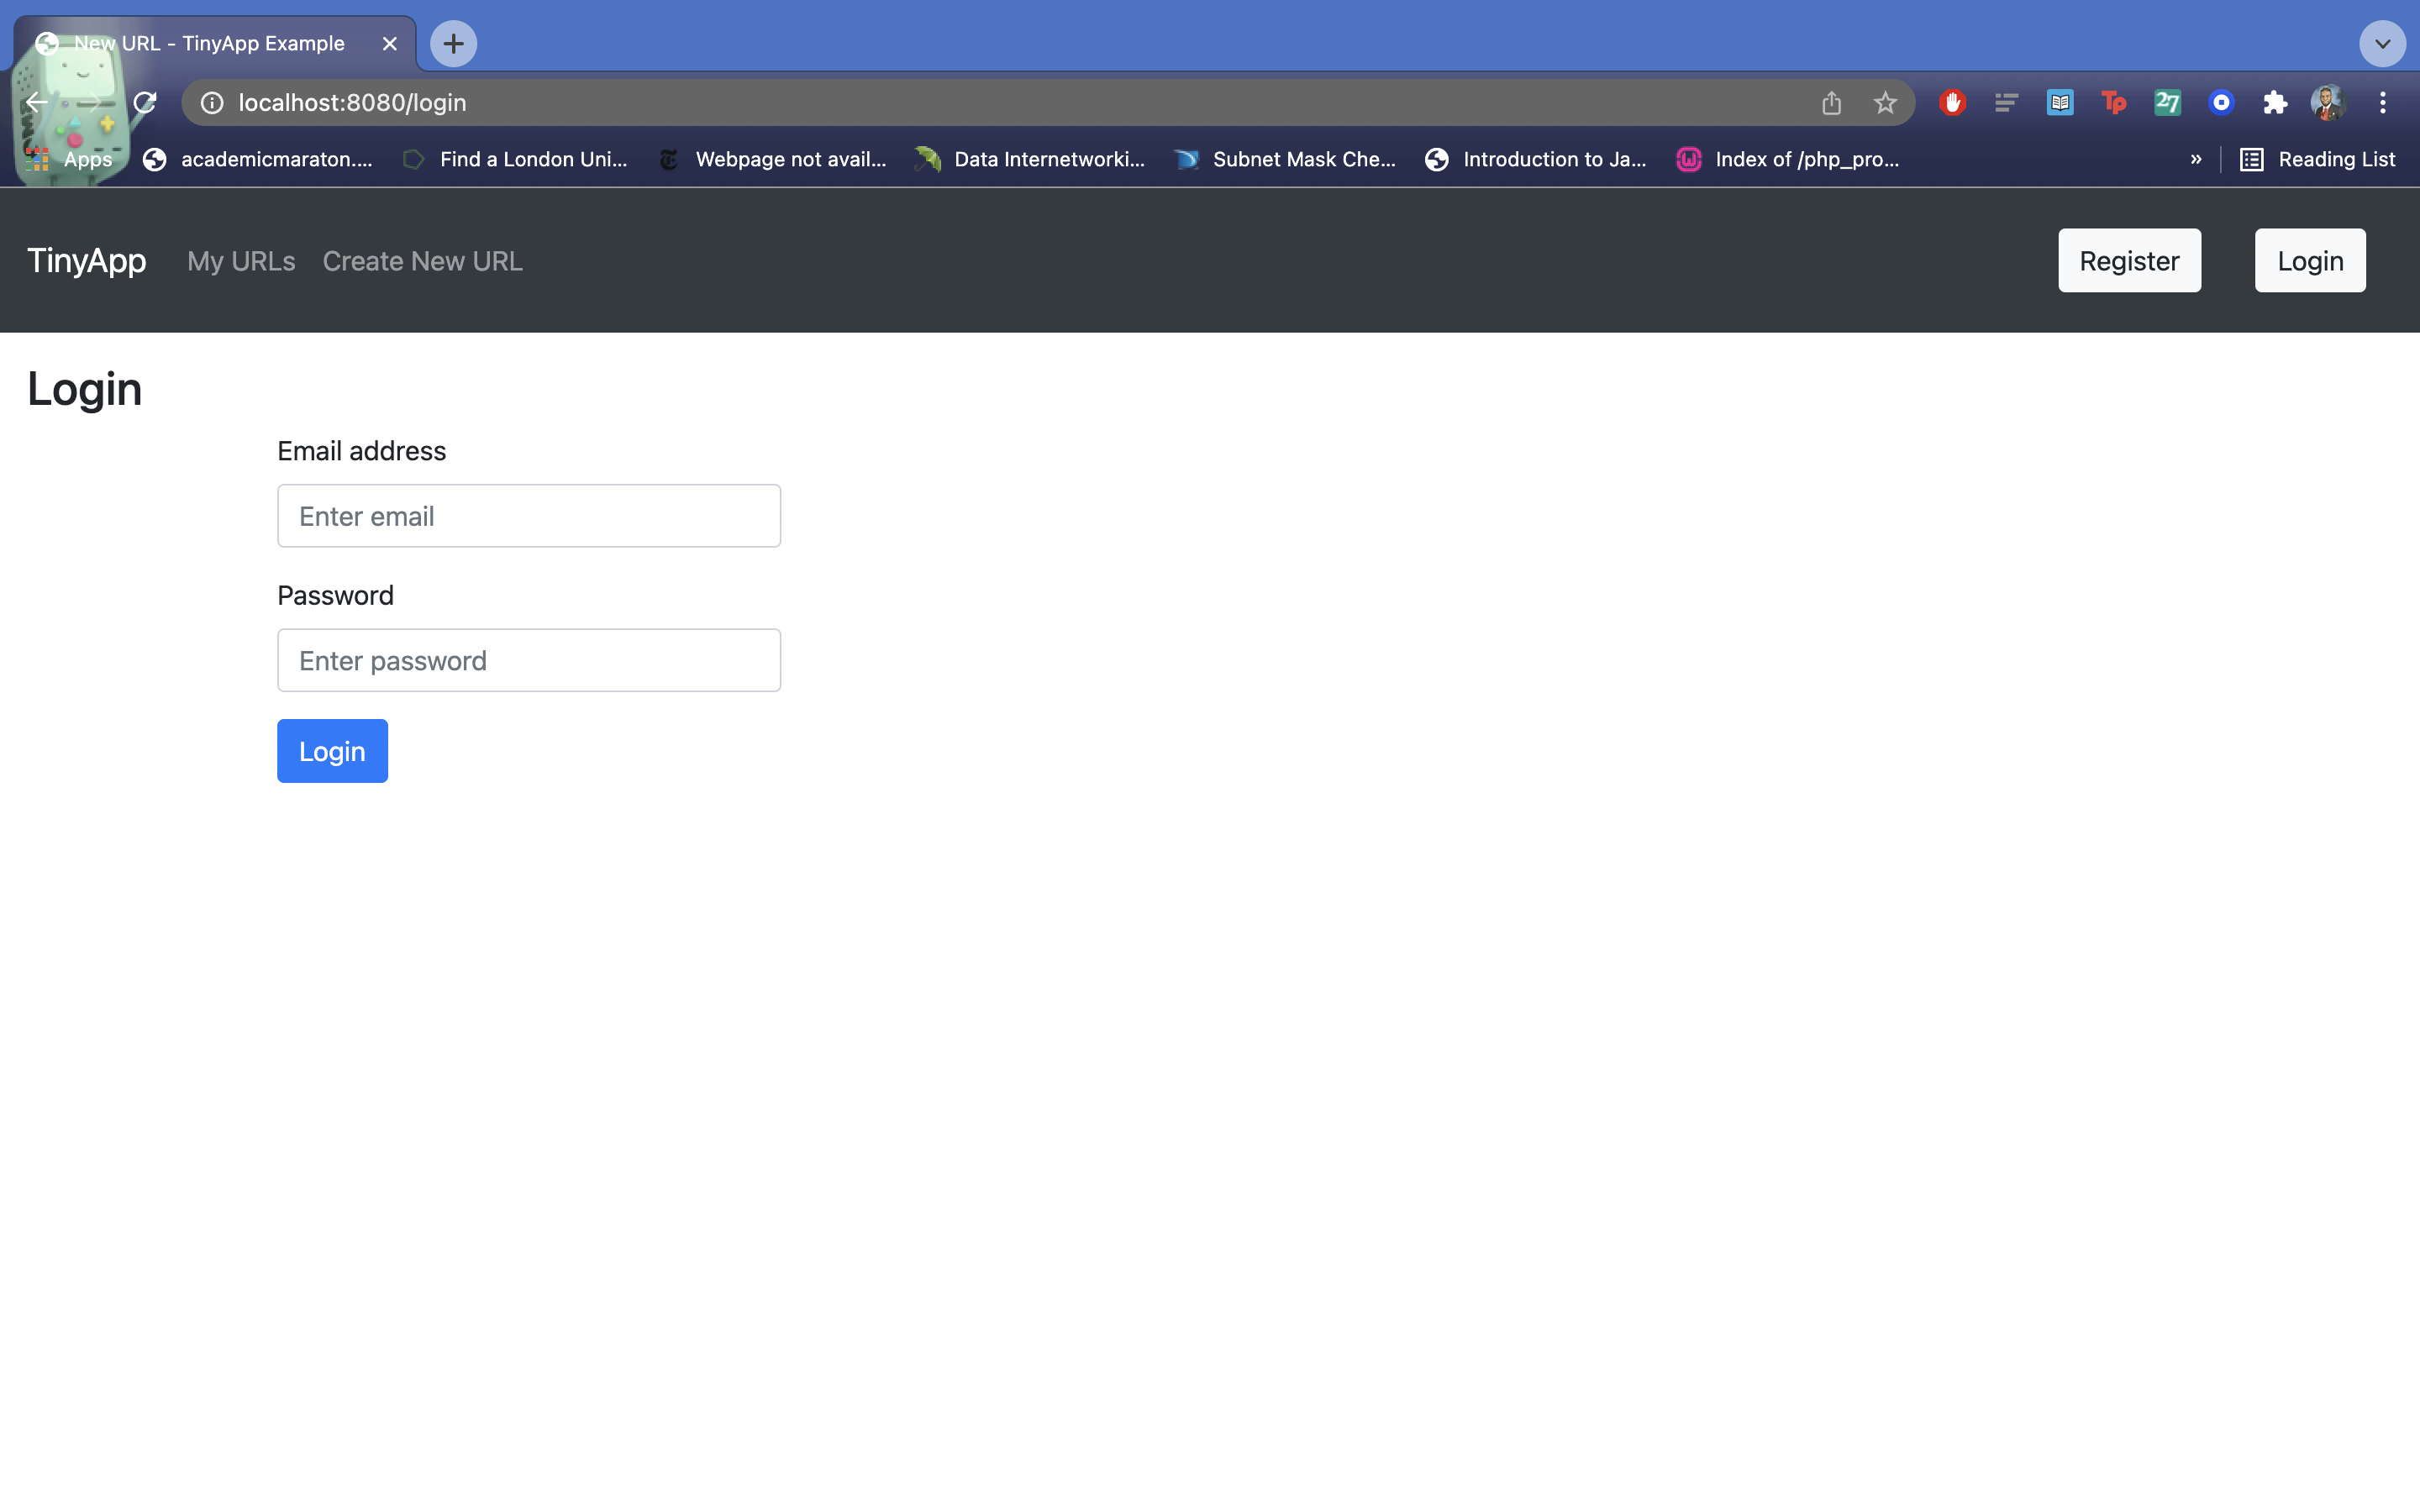 New URL - TinyApp Example
localhost:8080/login
Apps academicmaraton.... Find a London Uni... Webpage not avail... Data Internetworki... Subnet Mask Che... Introduction to Ja... Index of /php_pro... » Reading List
TinyApp My URLs Create New URL Register Login
Login
Email address
Enter email
Password
Enter password
Login